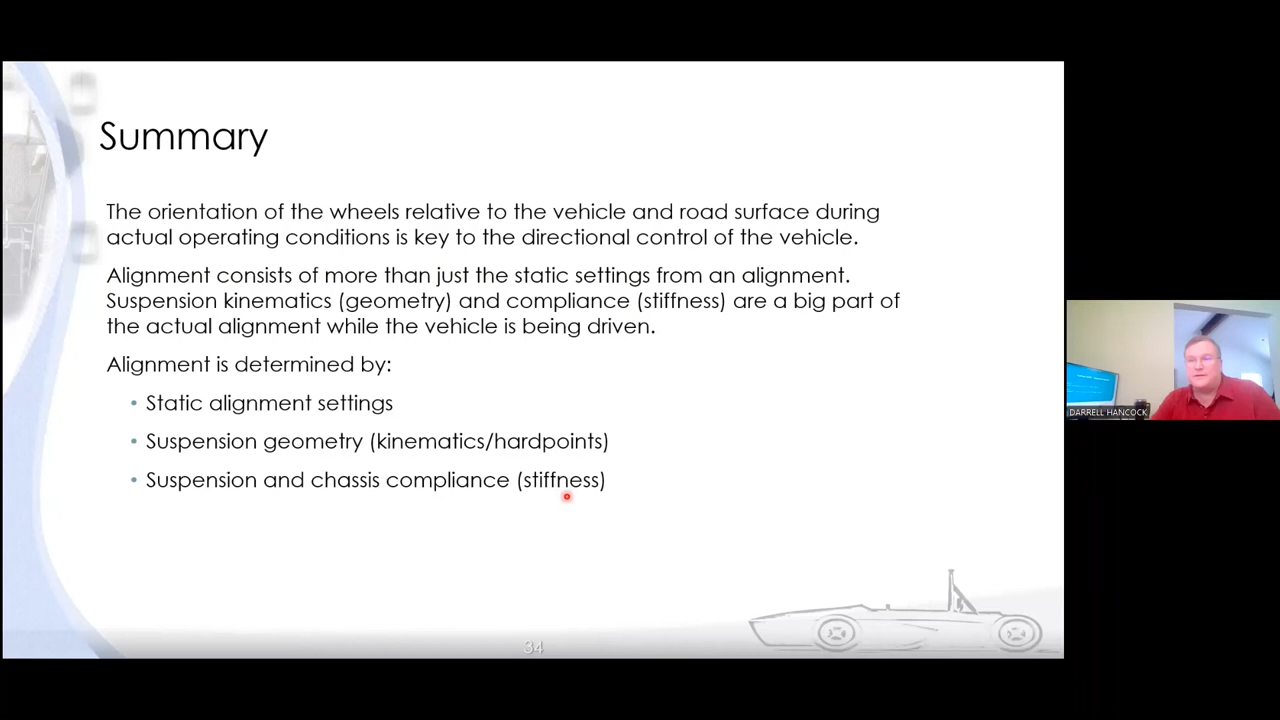 Summary
The orientation of the wheels relative to the vehicle and road surface during
actual operating conditions is key to the directional control of the vehicle.
Alignment consists of more than just the static settings from an alignment.
Suspension kinematics (geometry) and compliance (stiffness) are a big part of
the actual alignment while the vehicle is being driven.
Alignment is determined by:
• Static alignment settings
• Suspension geometry (kinematics/hardpoints)
• Suspension and chassis compliance (stiffness)
34
DARRELL HANCOCK